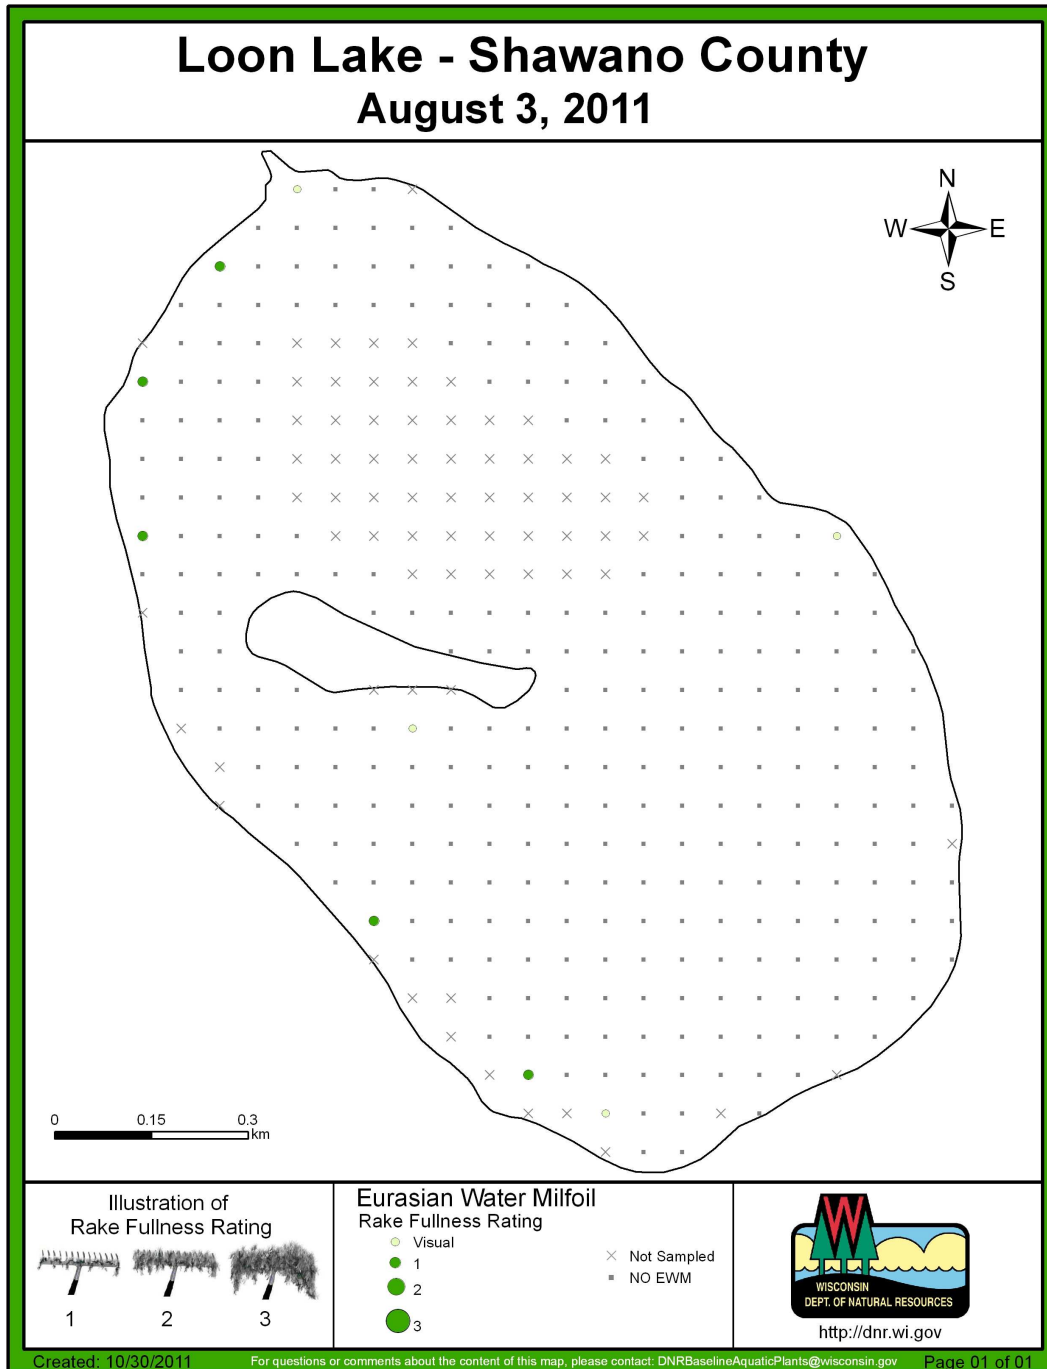 Loon Lake - Shawano County
August 3, 2011
N
W
E
S
0 0.15 0.3
km
Illustration of
Rake Fullness Rating
1 2 3
Eurasian Water Milfoil
Rake Fullness Rating
Visual
1
2
3
Not Sampled
NO EWM
W
WISCONSIN
DEPT. OF NATURAL RESOURCES
http://dnr.wi.gov
Created: 10/30/2011
For questions or comments about the content of this map, please contact: DNRBaselineAquaticPlants@wisconsin.gov
Page 01 of 01